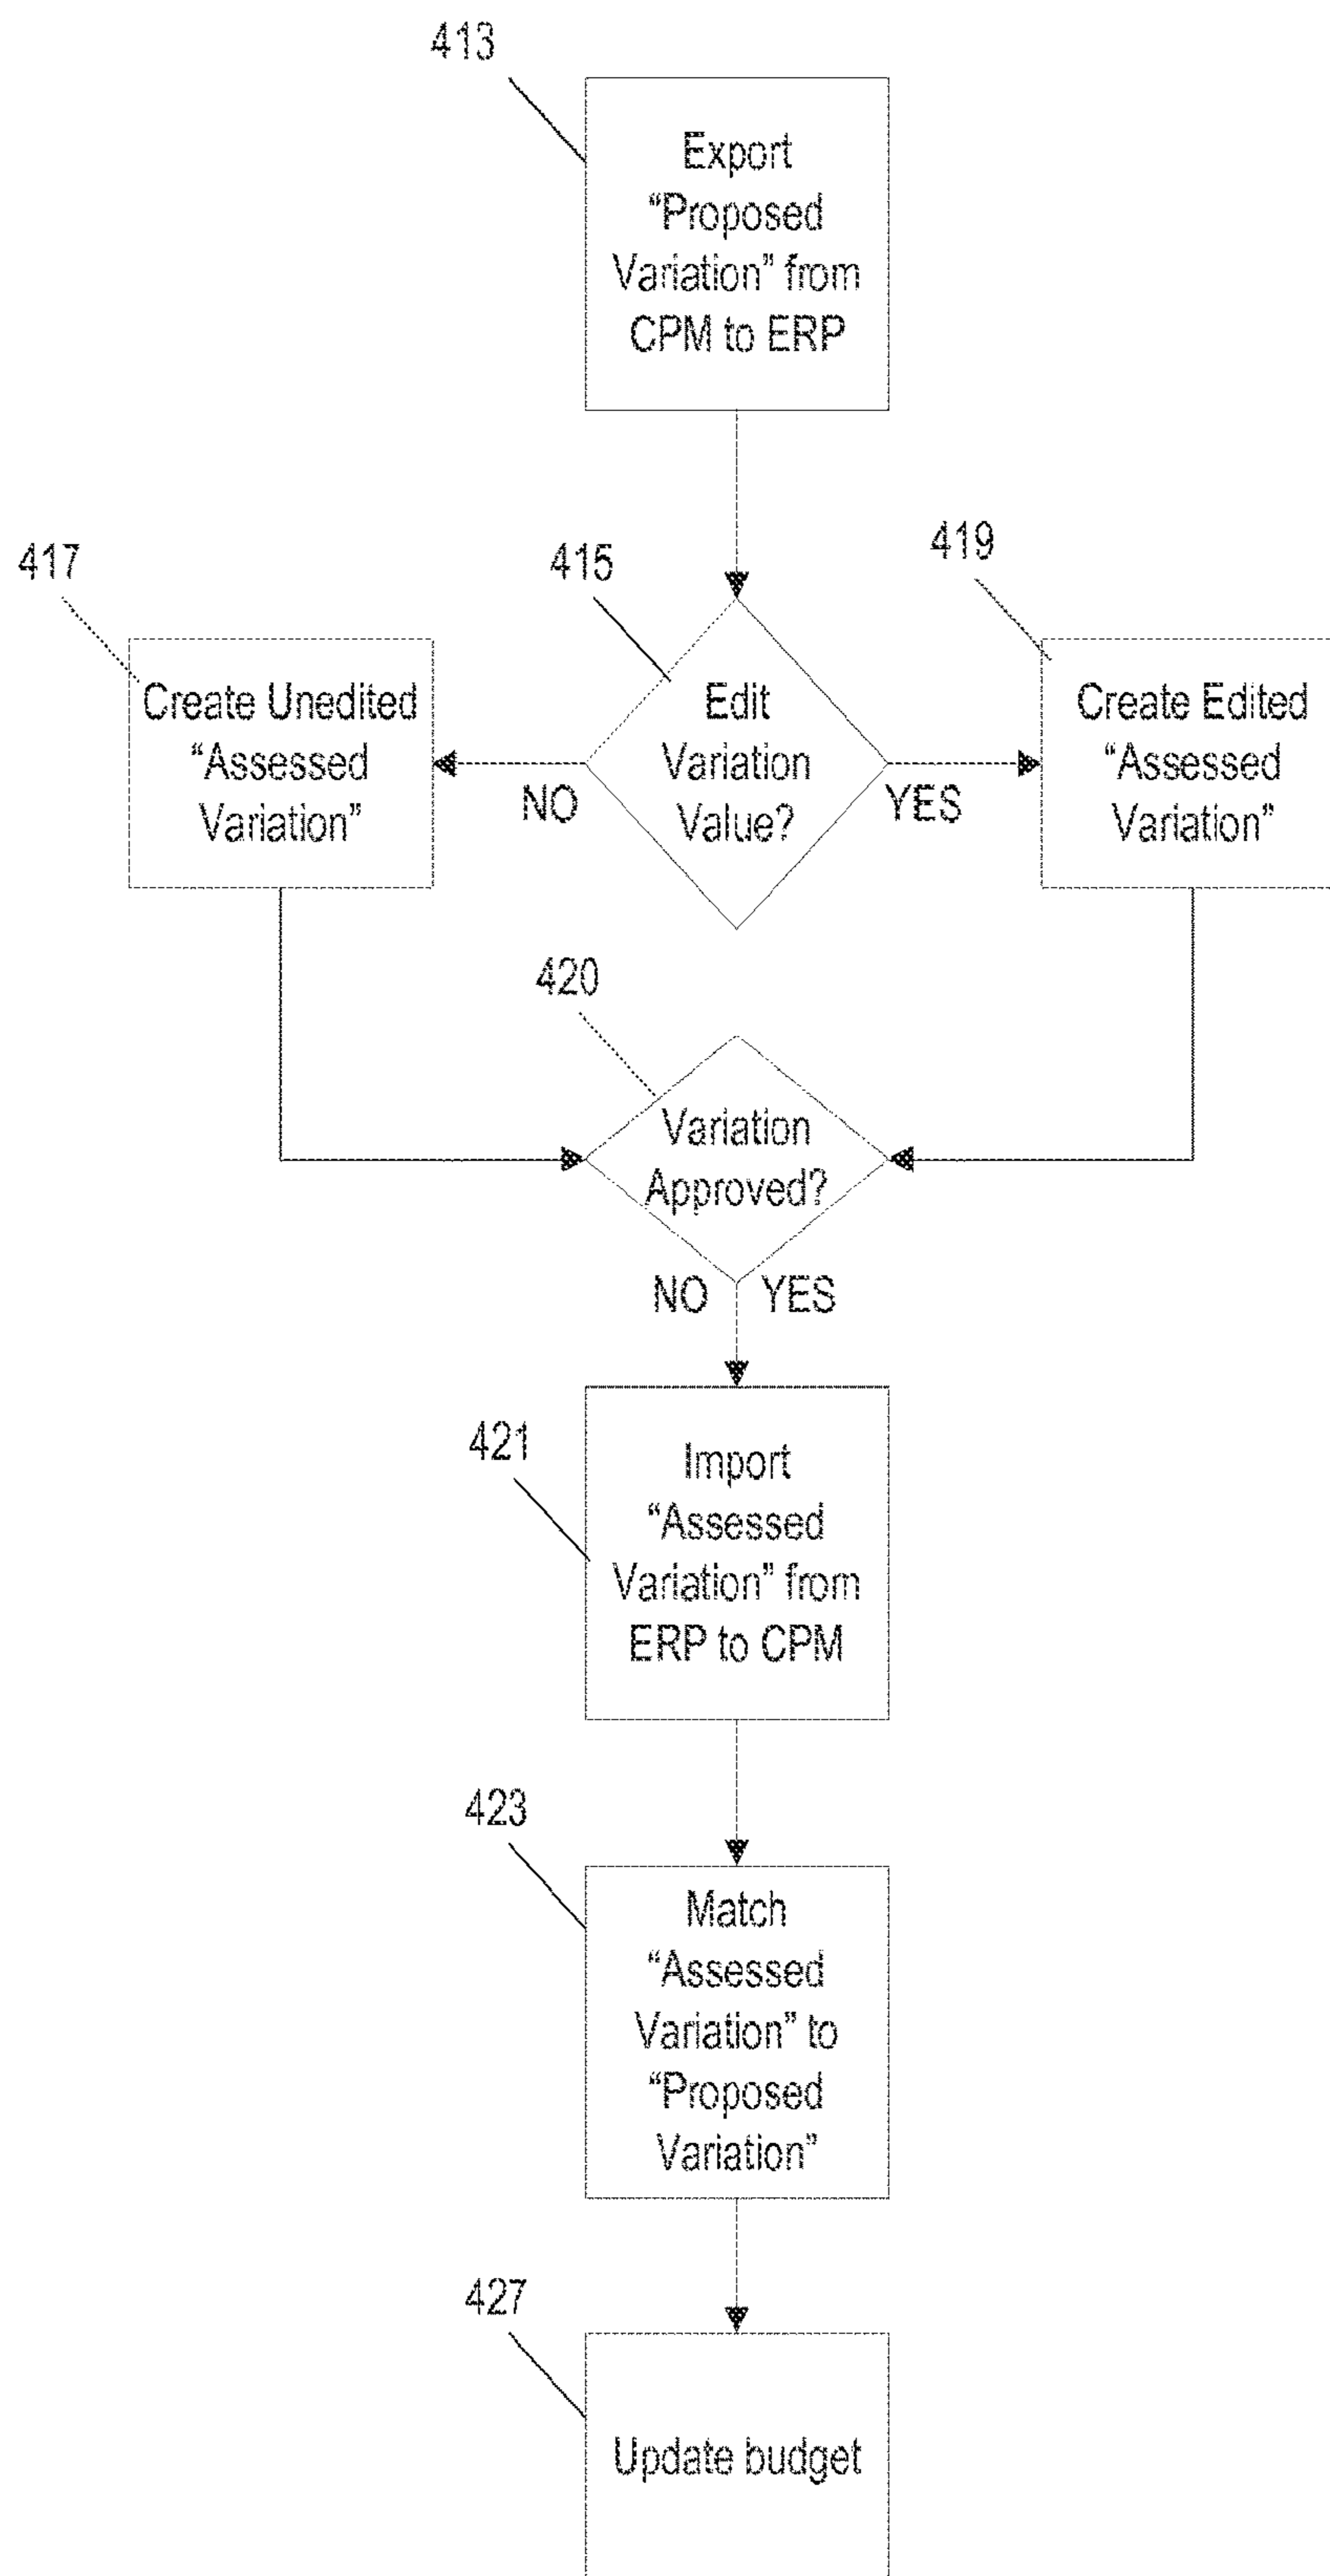 413
Export
“Proposed
Variation” from
CPM to ERP
417
415
419
Create Unedited
“Assessed
Variation”
NO
Edit
Variation
Value?
YES
Create Edited
“Assessed
Variation”
420
Variation
Approved?
NO YES
421
Import
“Assessed
Variation” from
ERP to CPM
423
Match
“Assessed
Variation” to
“Proposed
Variation”
427
Update budget